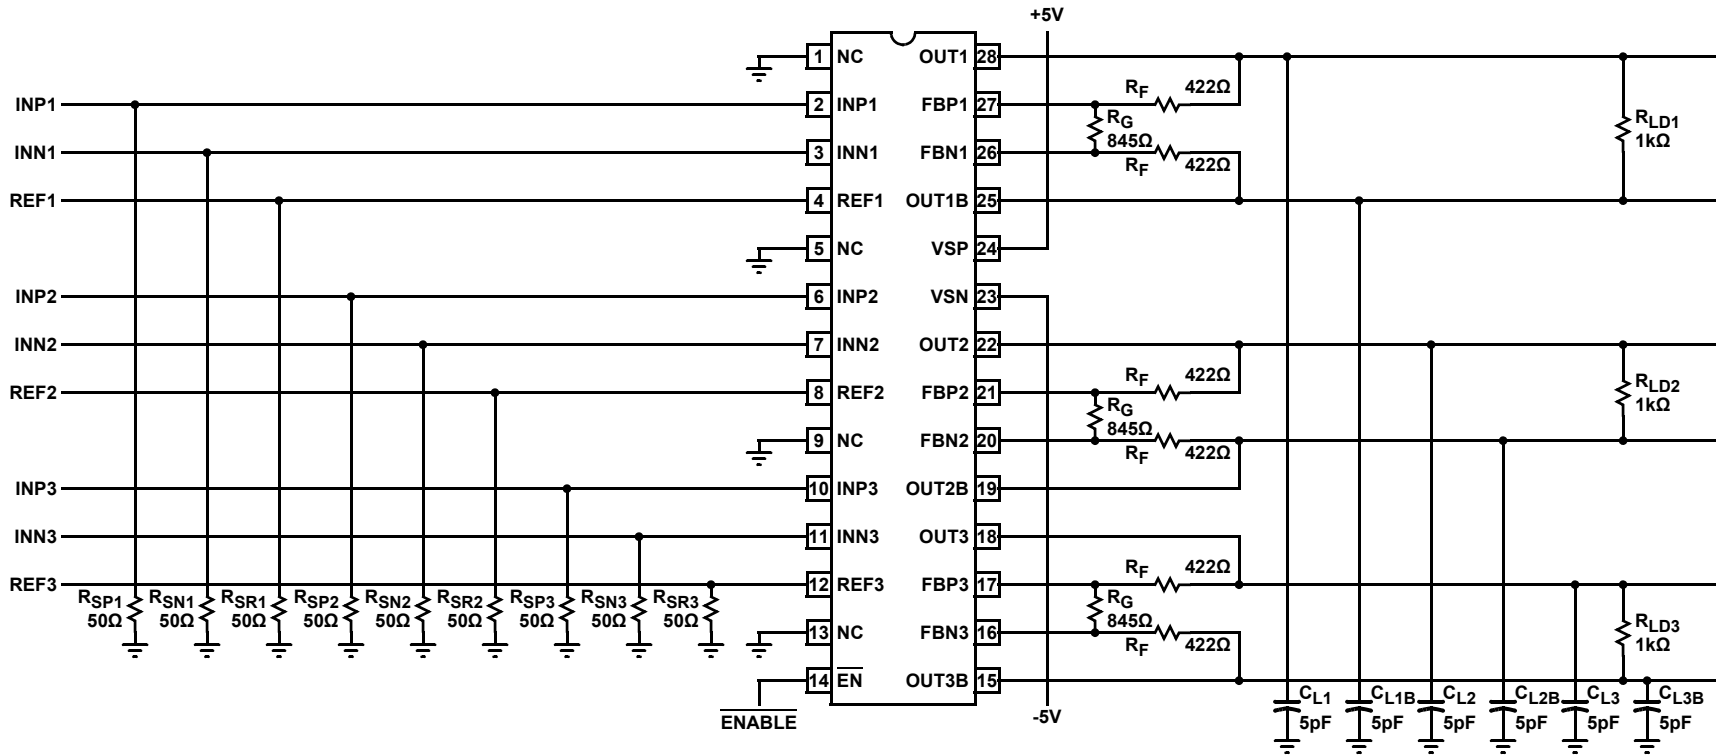 +5V
1 NC OUT1 28
RF 422Ω
INP1 2 INP1 FBP1 27
RG 845Ω
RLD1 1kΩ
INN1 3 INN1 FBN1 26
RF 422Ω
REF1 4 REF1 OUT1B 25
5 NC VSP 24
INP2 6 INP2 VSN 23
INN2 7 INN2 OUT2 22
RF 422Ω
REF2 8 REF2 FBP2 21
RG 845Ω
RLD2 1kΩ
9 NC FBN2 20
RF 422Ω
INP3 10 INP3 OUT2B 19
INN3 11 INN3 OUT3 18
RF 422Ω
REF3 12 REF3 FBP3 17
RSP1 RSN1 RSR1 RSP2 RSN2 RSR2 RSP3 RSN3 RSR3
50Ω 50Ω 50Ω 50Ω 50Ω 50Ω 50Ω 50Ω 50Ω
RG 845Ω
RLD3 1kΩ
13 NC FBN3 16
RF 422Ω
14 EN OUT3B 15
ENABLE
-5V
CL1 CL1B CL2 CL2B CL3 CL3B
5pF 5pF 5pF 5pF 5pF 5pF